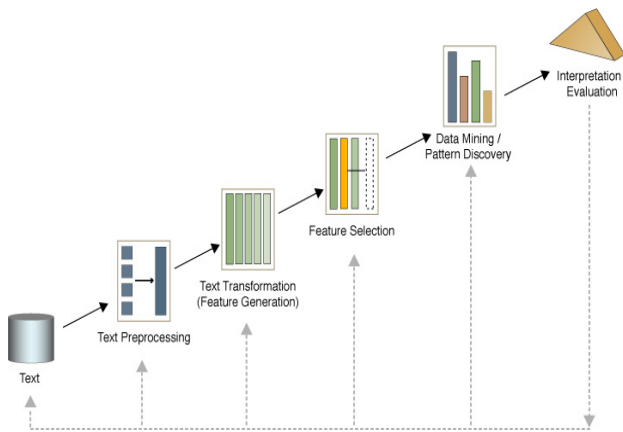 Interpretation
Evaluation
Data Mining /
Pattern Discovery
Feature Selection
Text Transformation
(Feature Generation)
Text Preprocessing
Text